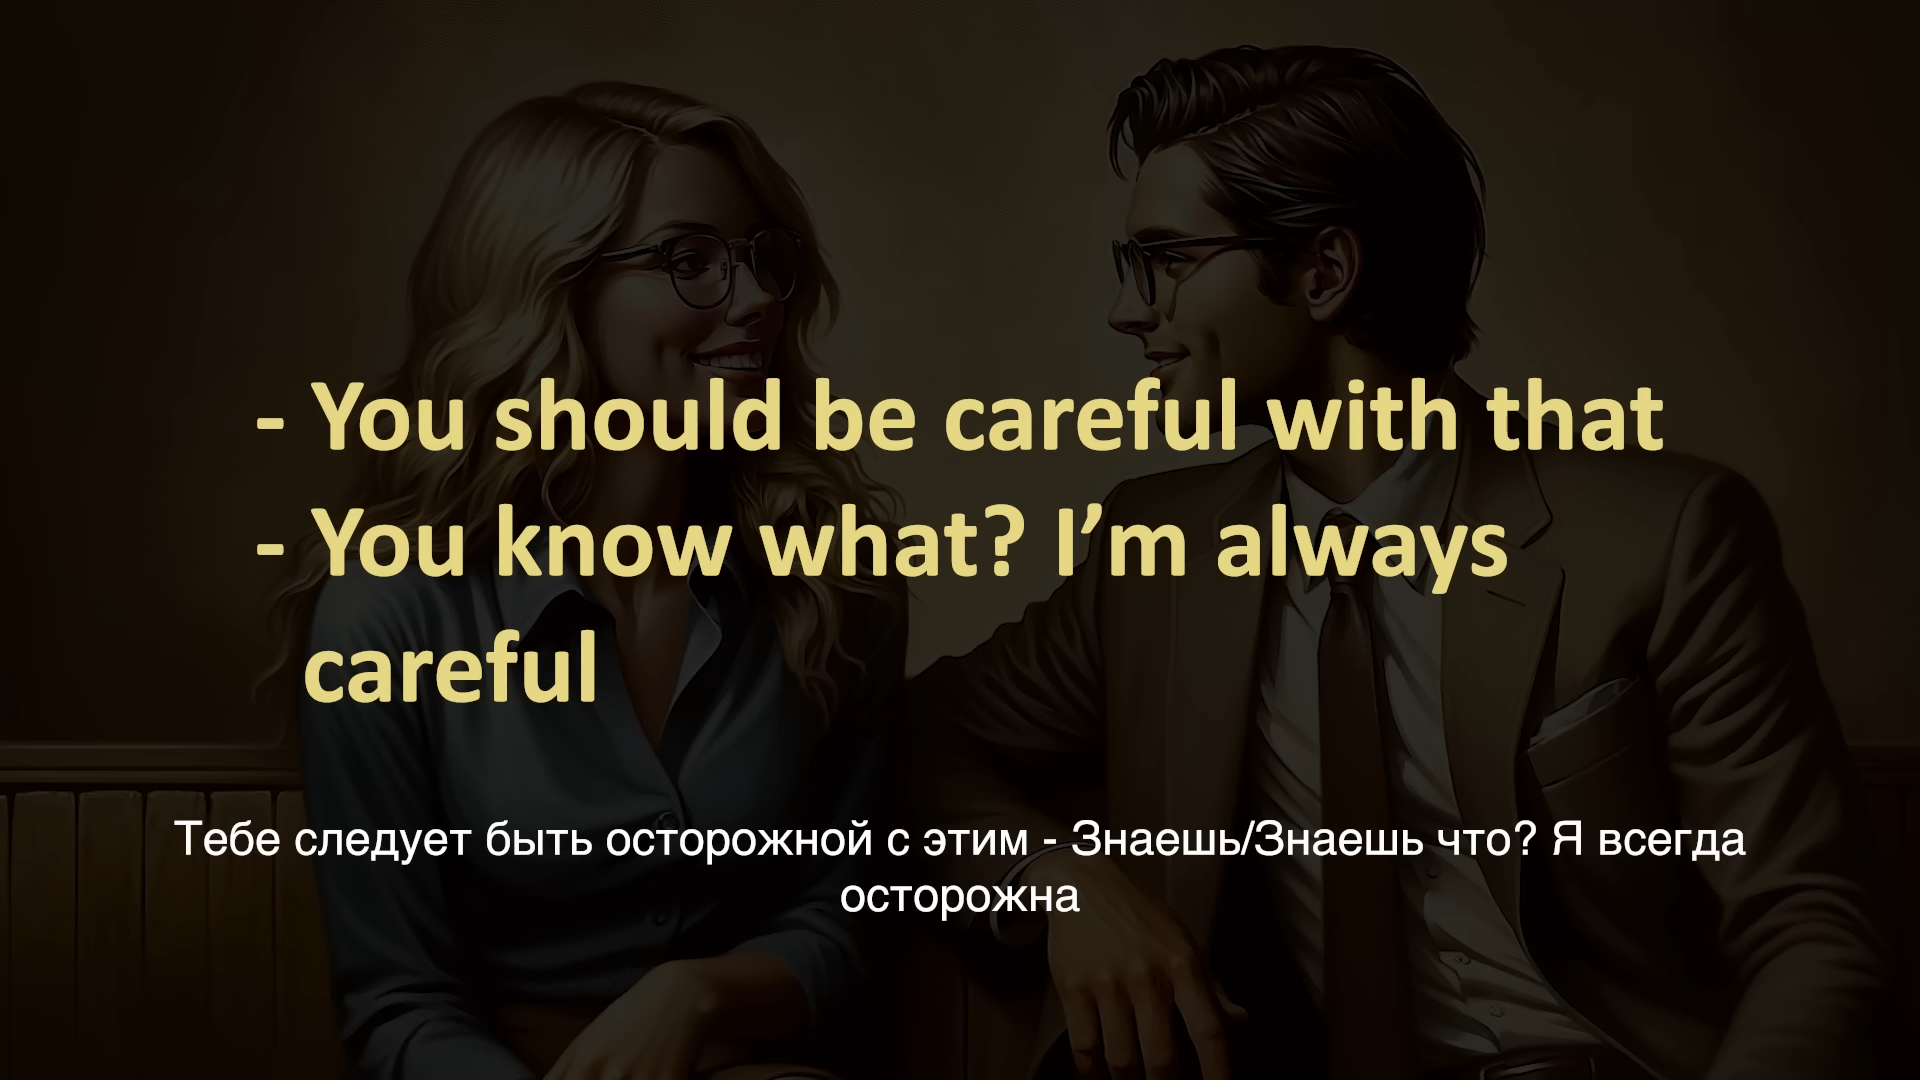 - You should be careful with that
- You know what? I’m always
careful
Тебе следует быть осторожной с этим - Знаешь/Знаешь что? Я всегда
осторожна